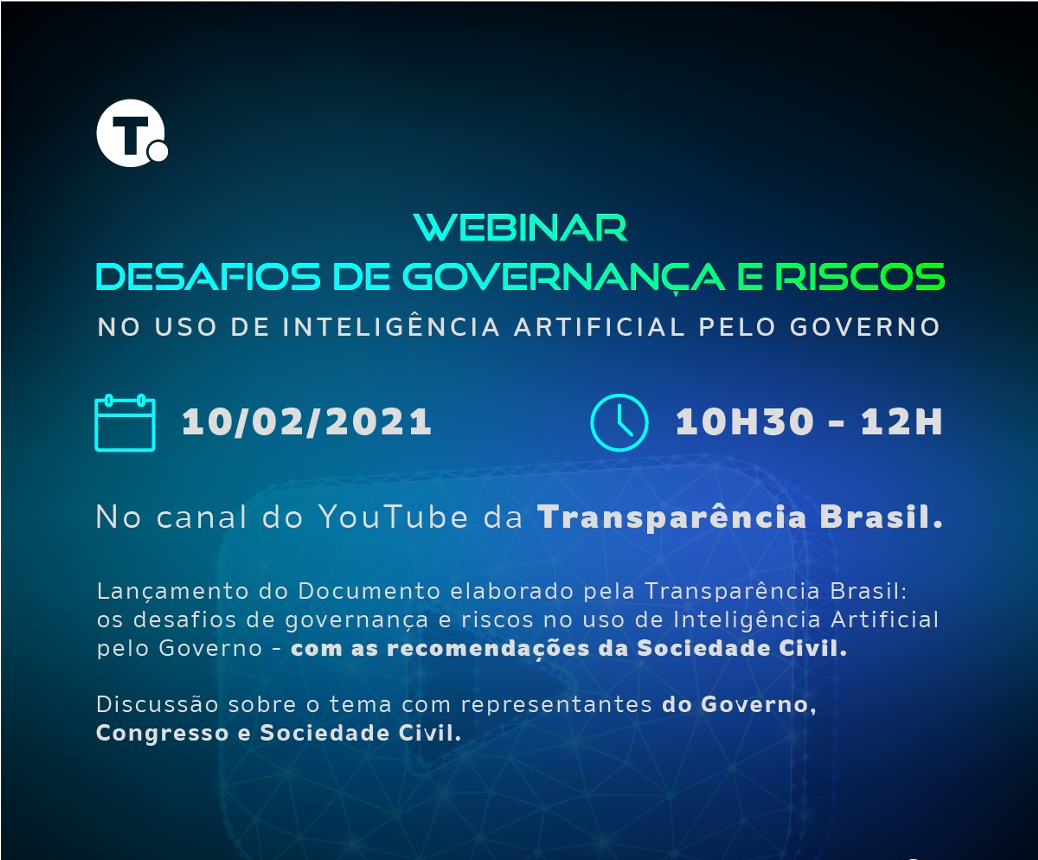 T.
WEBINAR
DESAFIOS DE GOVERNANÇA E RISCOS
NO USO DE INTELIGÊNCIA ARTIFICIAL PELO GOVERNO
10/02/2021
10H30 - 12H
No canal do YouTube da Transparência Brasil.
Lançamento do Documento elaborado pela Transparência Brasil:
os desafios de governança e riscos no uso de Inteligência Artificial
pelo Governo - com as recomendações da Sociedade Civil.
Discussão sobre o tema com representantes do Governo,
Congresso e Sociedade Civil.